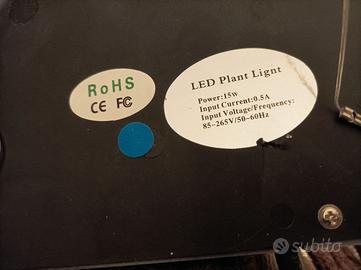 RoHS
CE FC
LED Plant Lignt
Power:15w
Input Current:0.5A
Input Voltage/Frequency:
85-265V/50-60Hz
subito